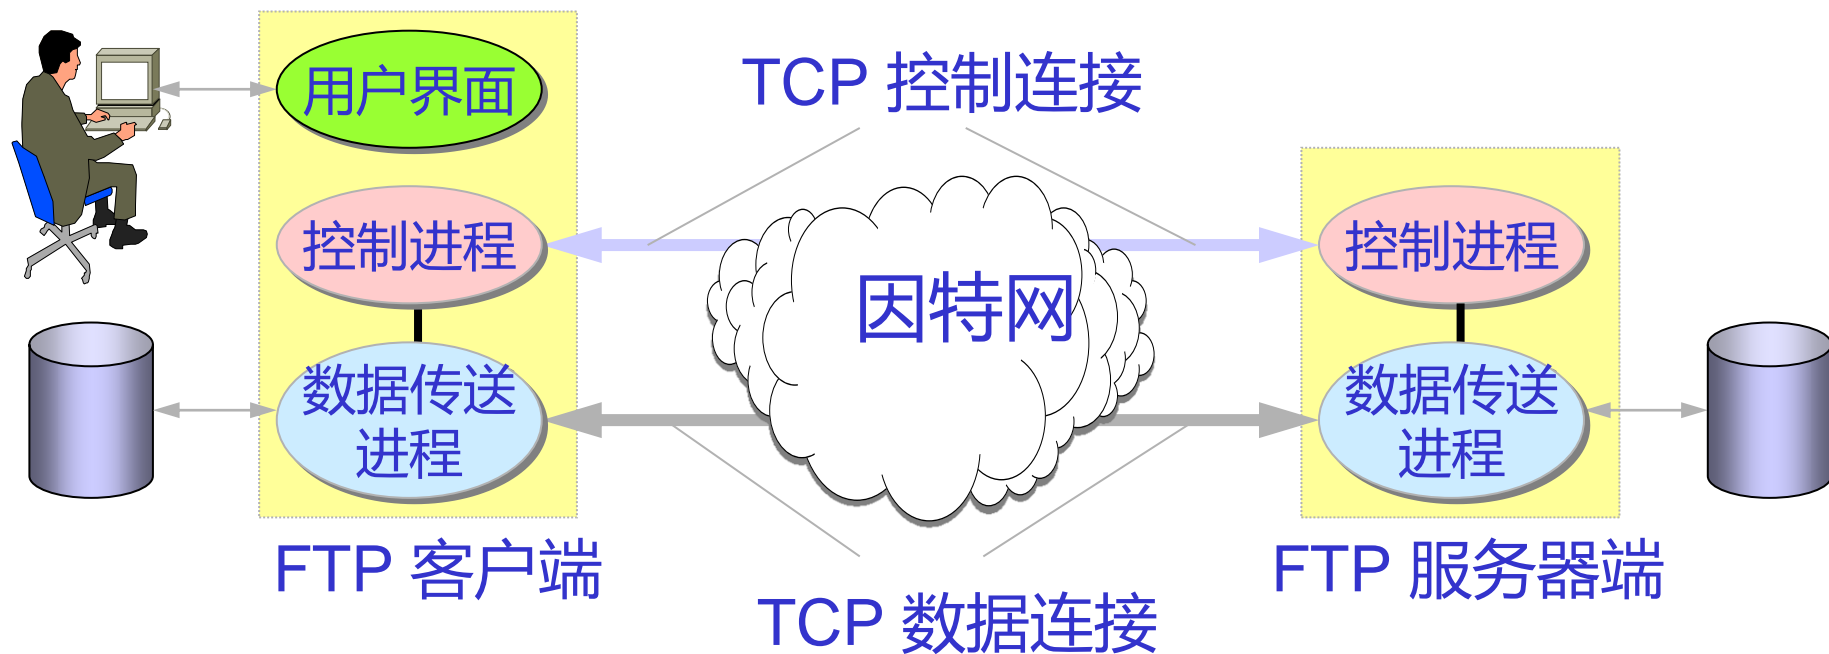 用户界面
TCP 控制连接
控制进程
因特网
控制进程
数据传送
进程
数据传送
进程
FTP 客户端
FTP 服务器端
TCP 数据连接